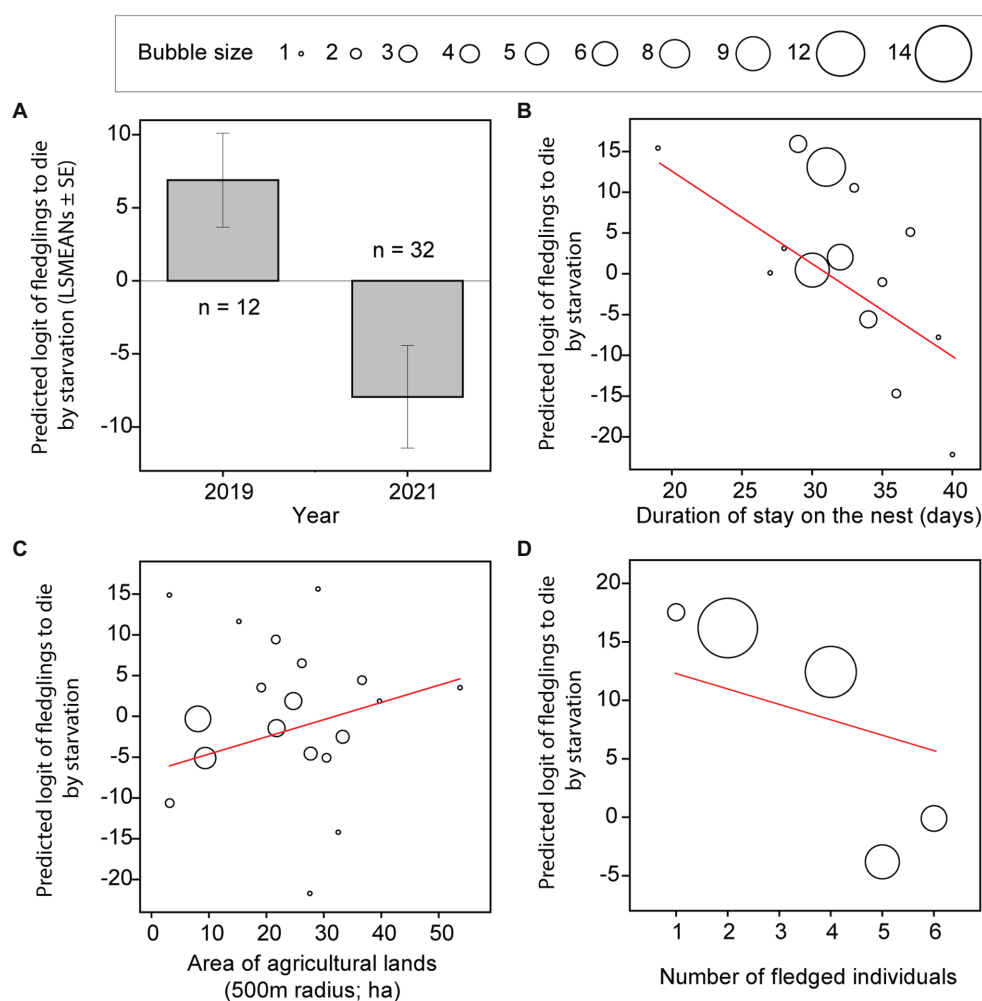 Bubble size 1 2 3 4 5 6 8 9 12 14
A
Predicted logit of fledglings to die
by starvation (LSMEANs ± SE)
10
5
0
-5
-10
n = 12
n = 32
2019 2021
Year
B
Predicted logit of fledglings to die
by starvation
15
10
5
0
-5
-10
-15
-20
20 25 30 35 40
Duration of stay on the nest (days)
C
Predicted logit of fledglings to die
by starvation
15
10
5
0
-5
-10
-15
-20
0 10 20 30 40 50
Area of agricultural lands
(500m radius; ha)
D
Predicted logit of fledglings to die
by starvation
20
15
10
5
0
-5
1 2 3 4 5 6
Number of fledged individuals